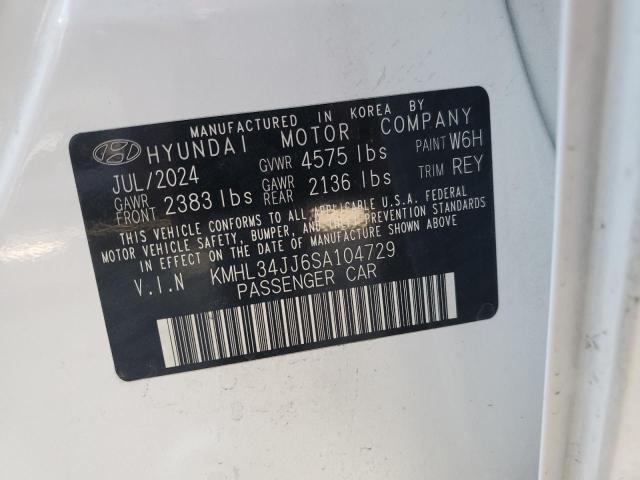 MANUFACTURED IN KOREA BY
HYUNDAI MOTOR COMPANY
JUL/2024 GVWR 4575 lbs PAINT W6H
GAWR FRONT 2383 lbs GAWR REAR 2136 lbs TRIM REY
THIS VEHICLE CONFORMS TO ALL APPLICABLE U.S.A. FEDERAL
MOTOR VEHICLE SAFETY, BUMPER, AND THEFT PREVENTION STANDARDS
IN EFFECT ON THE DATE OF MANUFACTURE SHOWN ABOVE.
V.I.N KMHL34JJ6SA104729
PASSENGER CAR